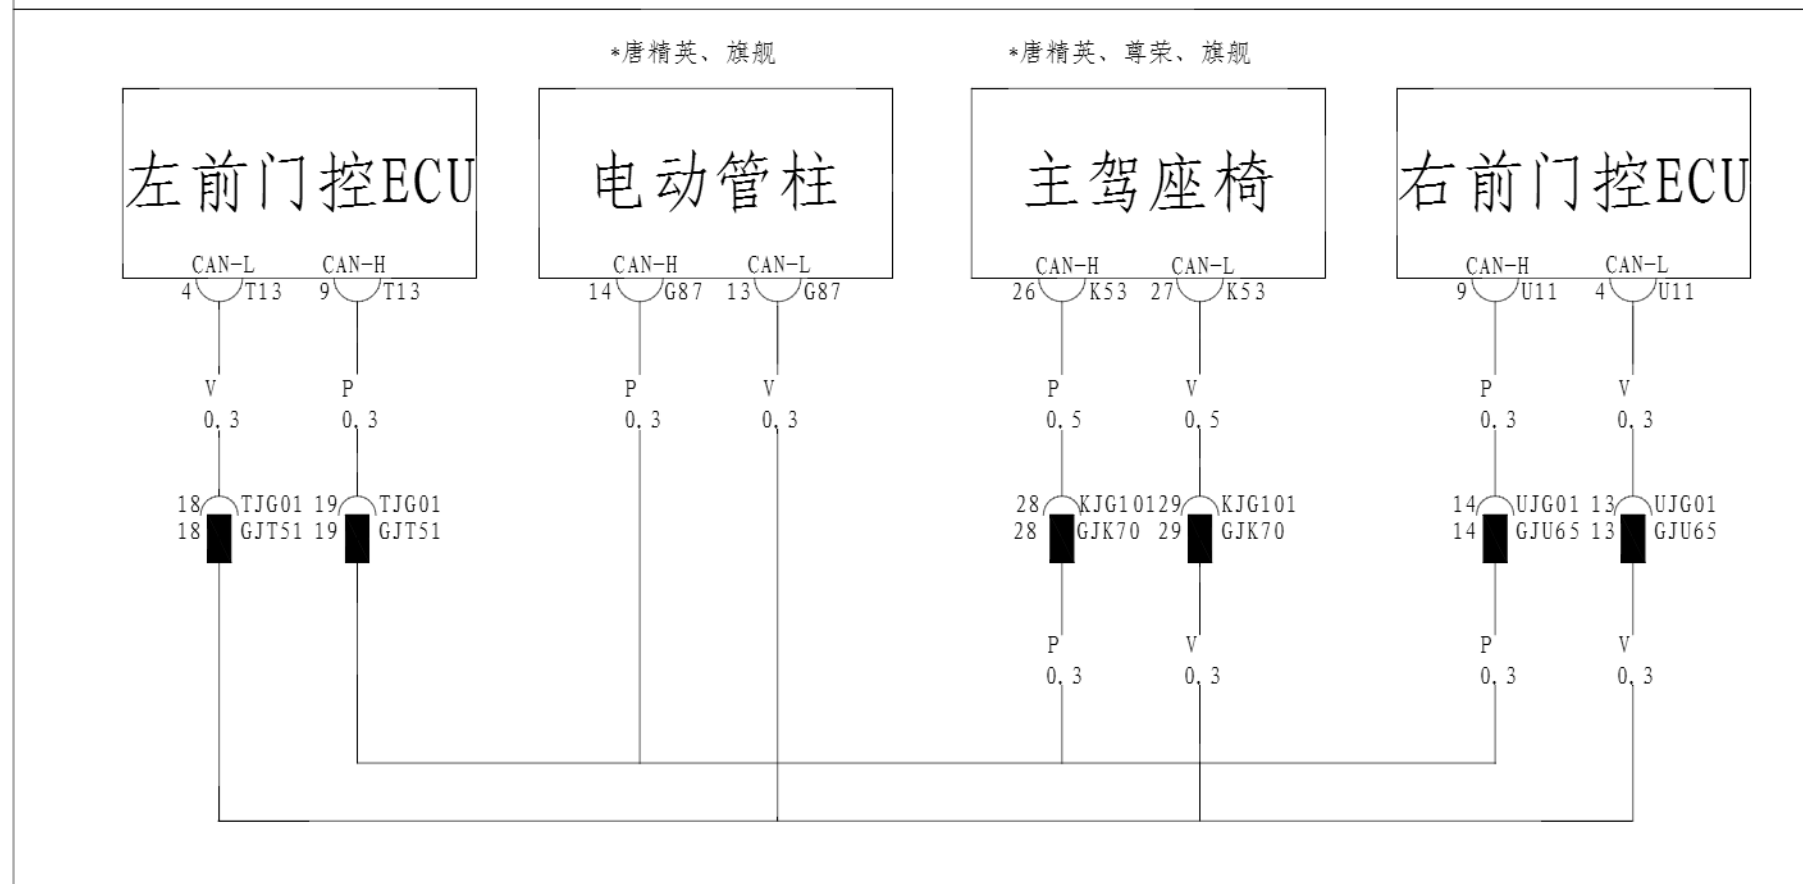 *唐精英、旗舰 *唐精英、尊荣、旗舰
左前门控ECU 电动管柱 主驾座椅 右前门控ECU
CAN-L CAN-H CAN-H CAN-L CAN-H CAN-L CAN-H CAN-L
4 T13 9 T13 14 G87 13 G87 26 K53 27 K53 9 U11 4 U11
V P P V P V P V
0.3 0.3 0.3 0.3 0.5 0.5 0.3 0.3
18 TJG01 19 TJG01 28 KJG101 29 KJG101 14 UJG01 13 UJG01
18 GJT51 19 GJT51 28 GJK70 29 GJK70 14 GJU65 13 GJU65
P V P V
0.3 0.3 0.3 0.3